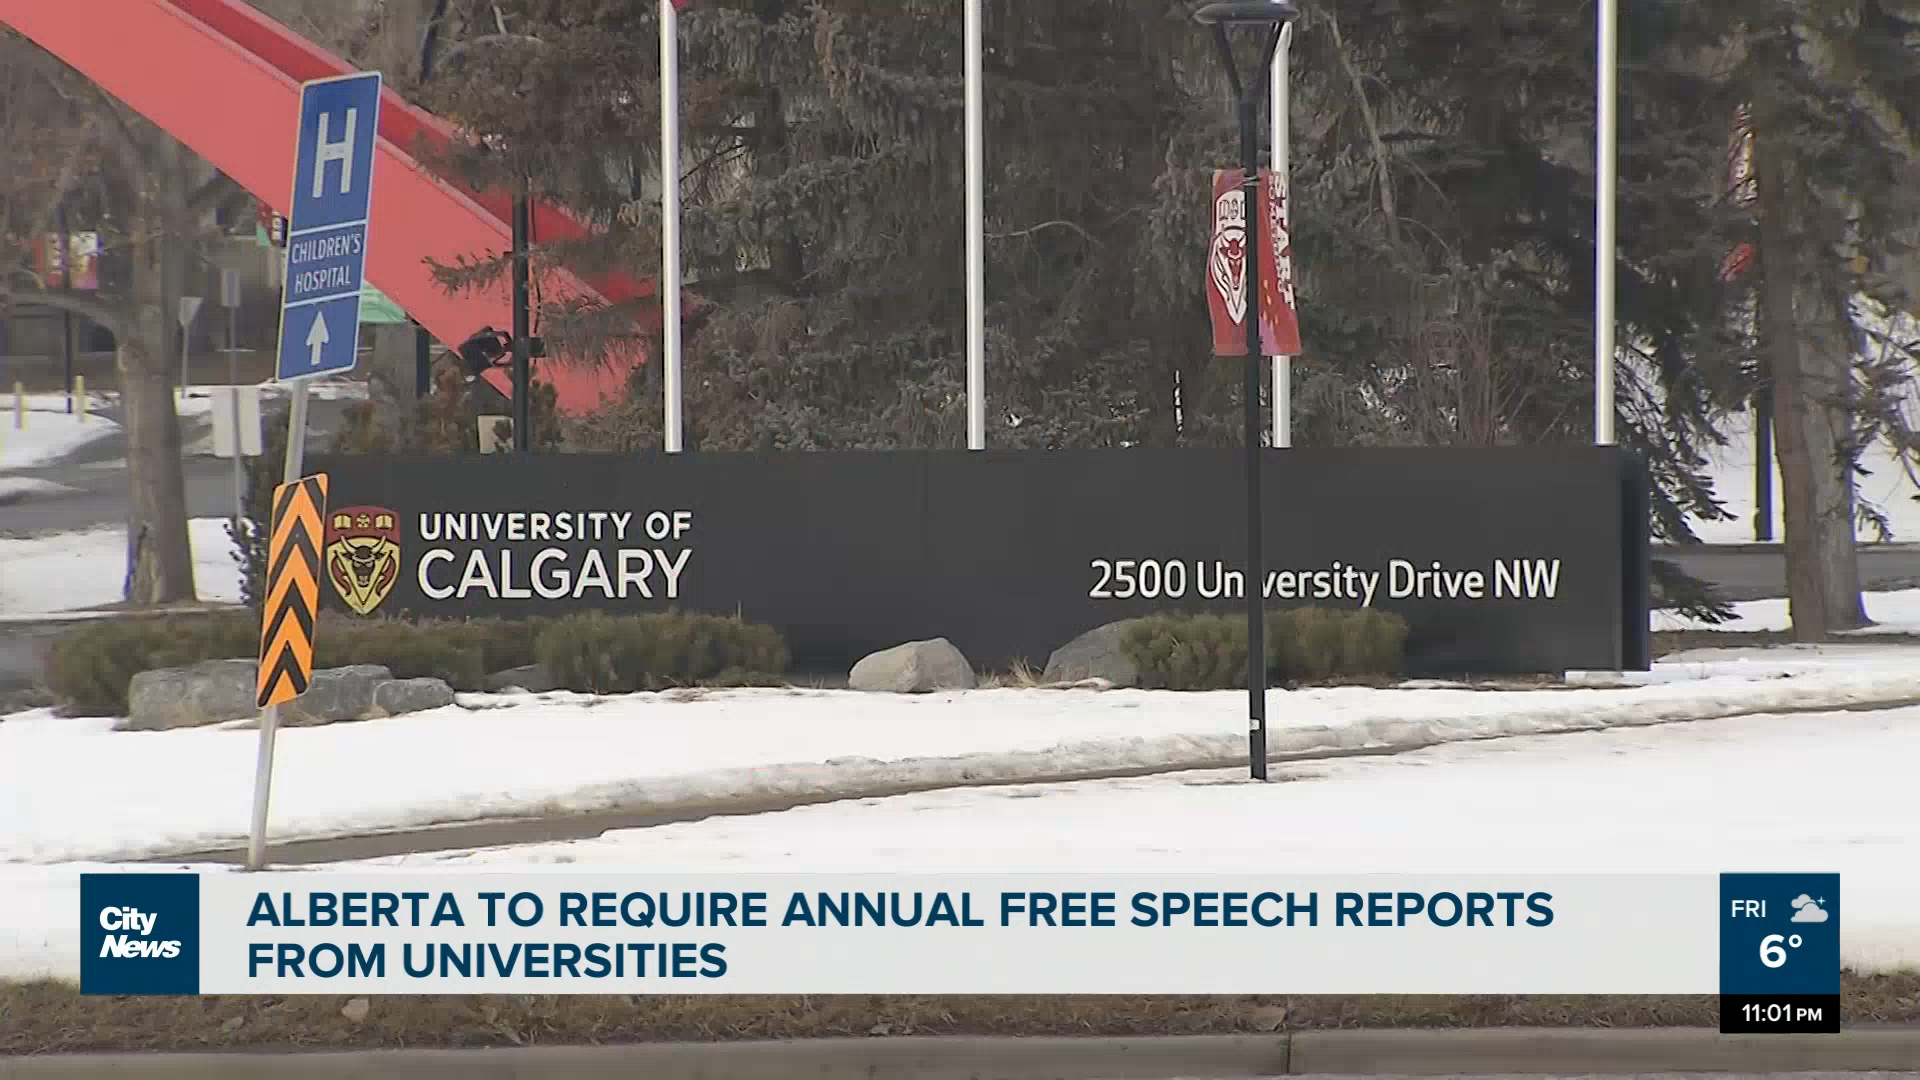 H
CHILDREN'S
HOSPITAL
START
UNIVERSITY OF
CALGARY
2500 University Drive NW
City
News
ALBERTA TO REQUIRE ANNUAL FREE SPEECH REPORTS
FROM UNIVERSITIES
FRI
6°
11:01 PM